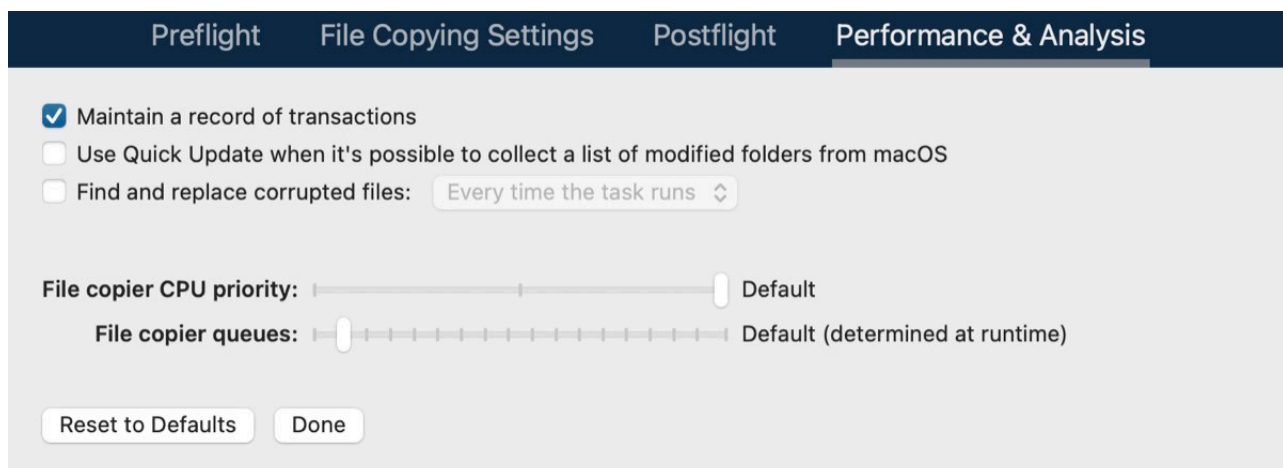 Preflight File Copying Settings Postflight Performance & Analysis
Maintain a record of transactions
Use Quick Update when it's possible to collect a list of modified folders from macOS
Find and replace corrupted files: Every time the task runs
File copier CPU priority: Default
File copier queues: Default (determined at runtime)
Reset to Defaults Done